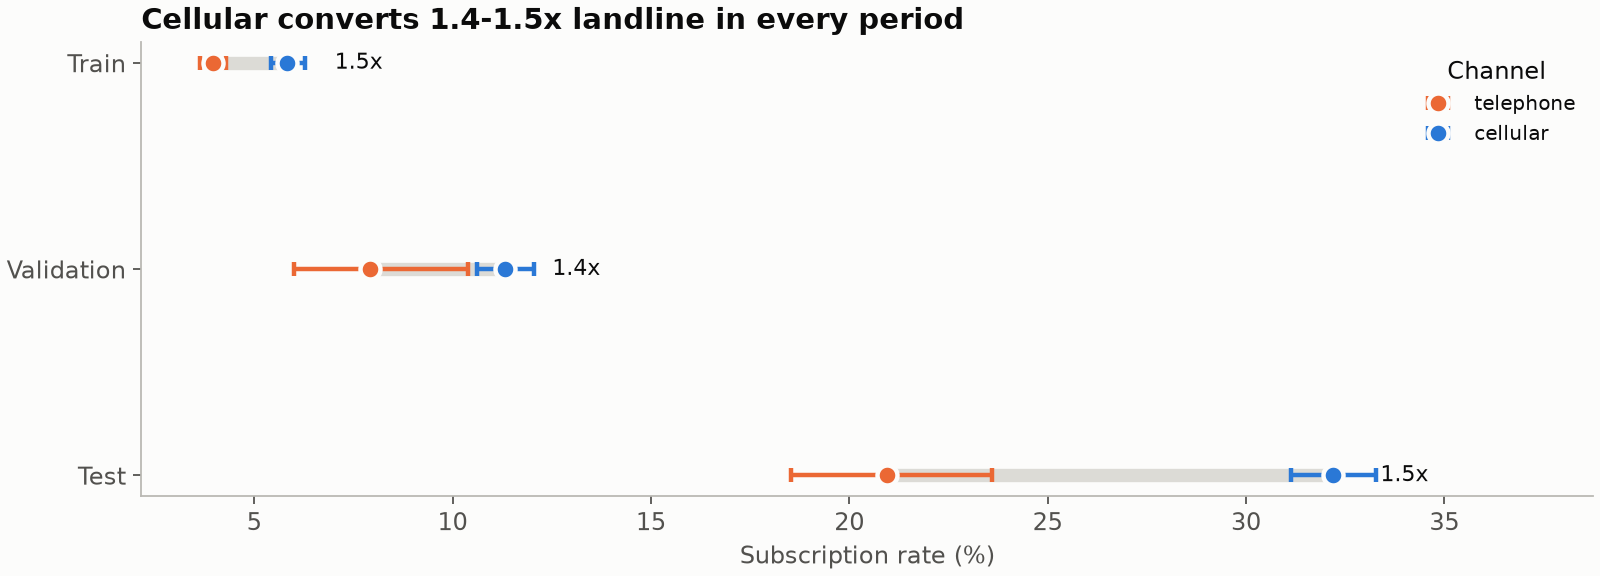 Cellular converts 1.4-1.5x landline in every period
Train
1.5x
Channel
telephone
cellular
Validation
1.4x
Test
1.5x
5 10 15 20 25 30 35
Subscription rate (%)